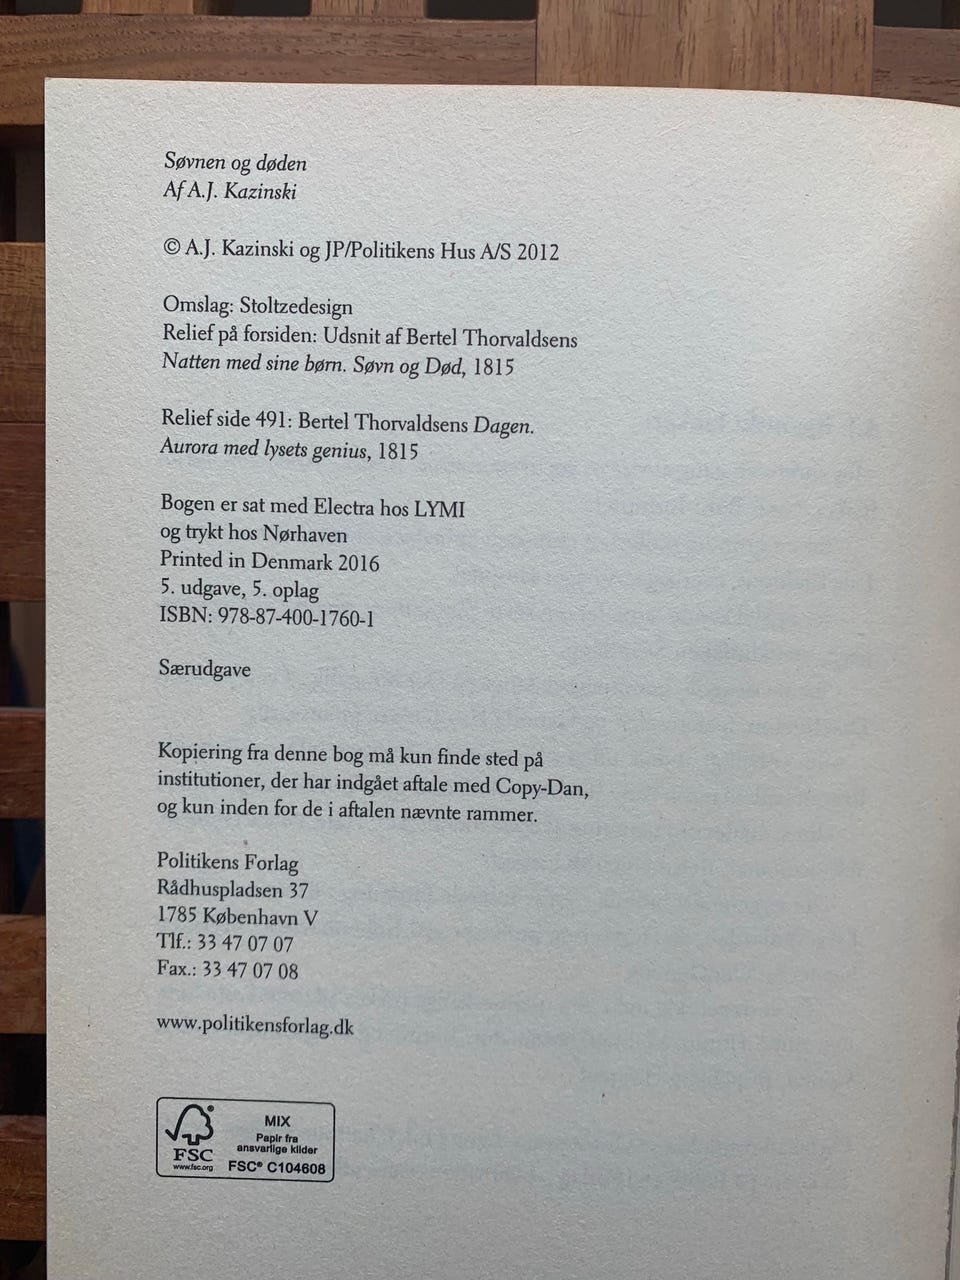 Søvnen og døden
Af A.J. Kazinski
© A.J. Kazinski og JP/Politikens Hus A/S 2012
Omslag: Stoltzedesign
Relief på forsiden: Udsnit af Bertel Thorvaldsens
Natten med sine børn. Søvn og Død, 1815
Relief side 491: Bertel Thorvaldsens Dagen.
Aurora med lysets genius, 1815
Bogen er sat med Electra hos LYMI
og trykt hos Nørhaven
Printed in Denmark 2016
5. udgave, 5. oplag
ISBN: 978-87-400-1760-1
Særudgave
Kopiering fra denne bog må kun finde sted på
institutioner, der har indgået aftale med Copy-Dan,
og kun inden for de i aftalen nævnte rammer.
Politikens Forlag
Rådhuspladsen 37
1785 København V
Tlf.: 33 47 07 07
Fax.: 33 47 07 08
www.politikensforlag.dk
FSC
www.fsc.org
MIX
Papir fra
ansvarlige kilder
FSC® C104608